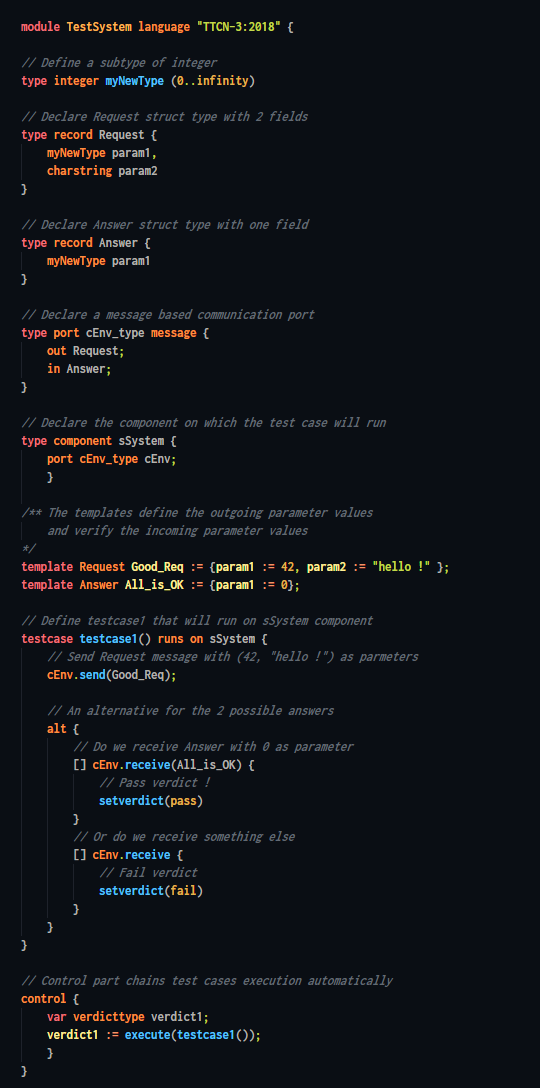 module TestSystem language "TTCN-3:2018" {
// Define a subtype of integer
type integer myNewType (0..infinity)
// Declare Request struct type with 2 fields
type record Request {
myNewType param1,
charstring param2
}
// Declare Answer struct type with one field
type record Answer {
myNewType param1
}
// Declare a message based communication port
type port cEnv_type message {
out Request;
in Answer;
}
// Declare the component on which the test case will run
type component sSystem {
port cEnv_type cEnv;
}
/** The templates define the outgoing parameter values
and verify the incoming parameter values
*/
template Request Good_Req := {param1 := 42, param2 := "hello !" };
template Answer All_is_OK := {param1 := 0};
// Define testcase1 that will run on sSystem component
testcase testcase1() runs on sSystem {
// Send Request message with (42, "hello !") as parmeters
cEnv.send(Good_Req);
// An alternative for the 2 possible answers
alt {
// Do we receive Answer with 0 as parameter
[] cEnv.receive(All_is_OK) {
// Pass verdict !
setverdict(pass)
}
// Or do we receive something else
[] cEnv.receive {
// Fail verdict
setverdict(fail)
}
}
}
// Control part chains test cases execution automatically
control {
var verdicttype verdict1;
verdict1 := execute(testcase1());
}
}